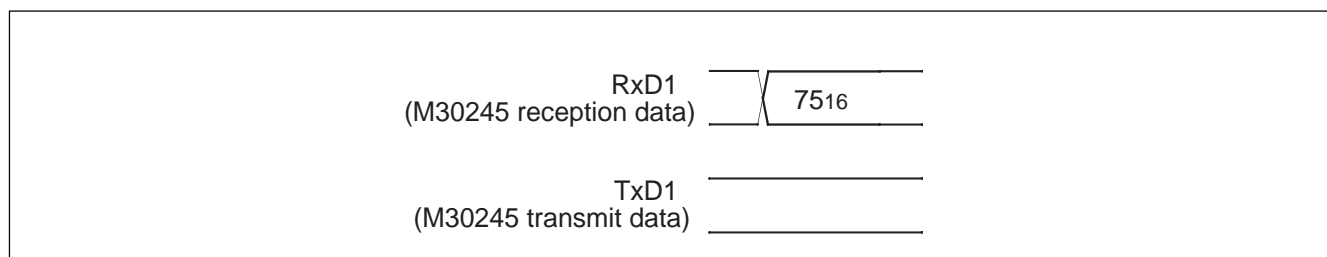 RxD1
(M30245 reception data)
7516
TxD1
(M30245 transmit data)